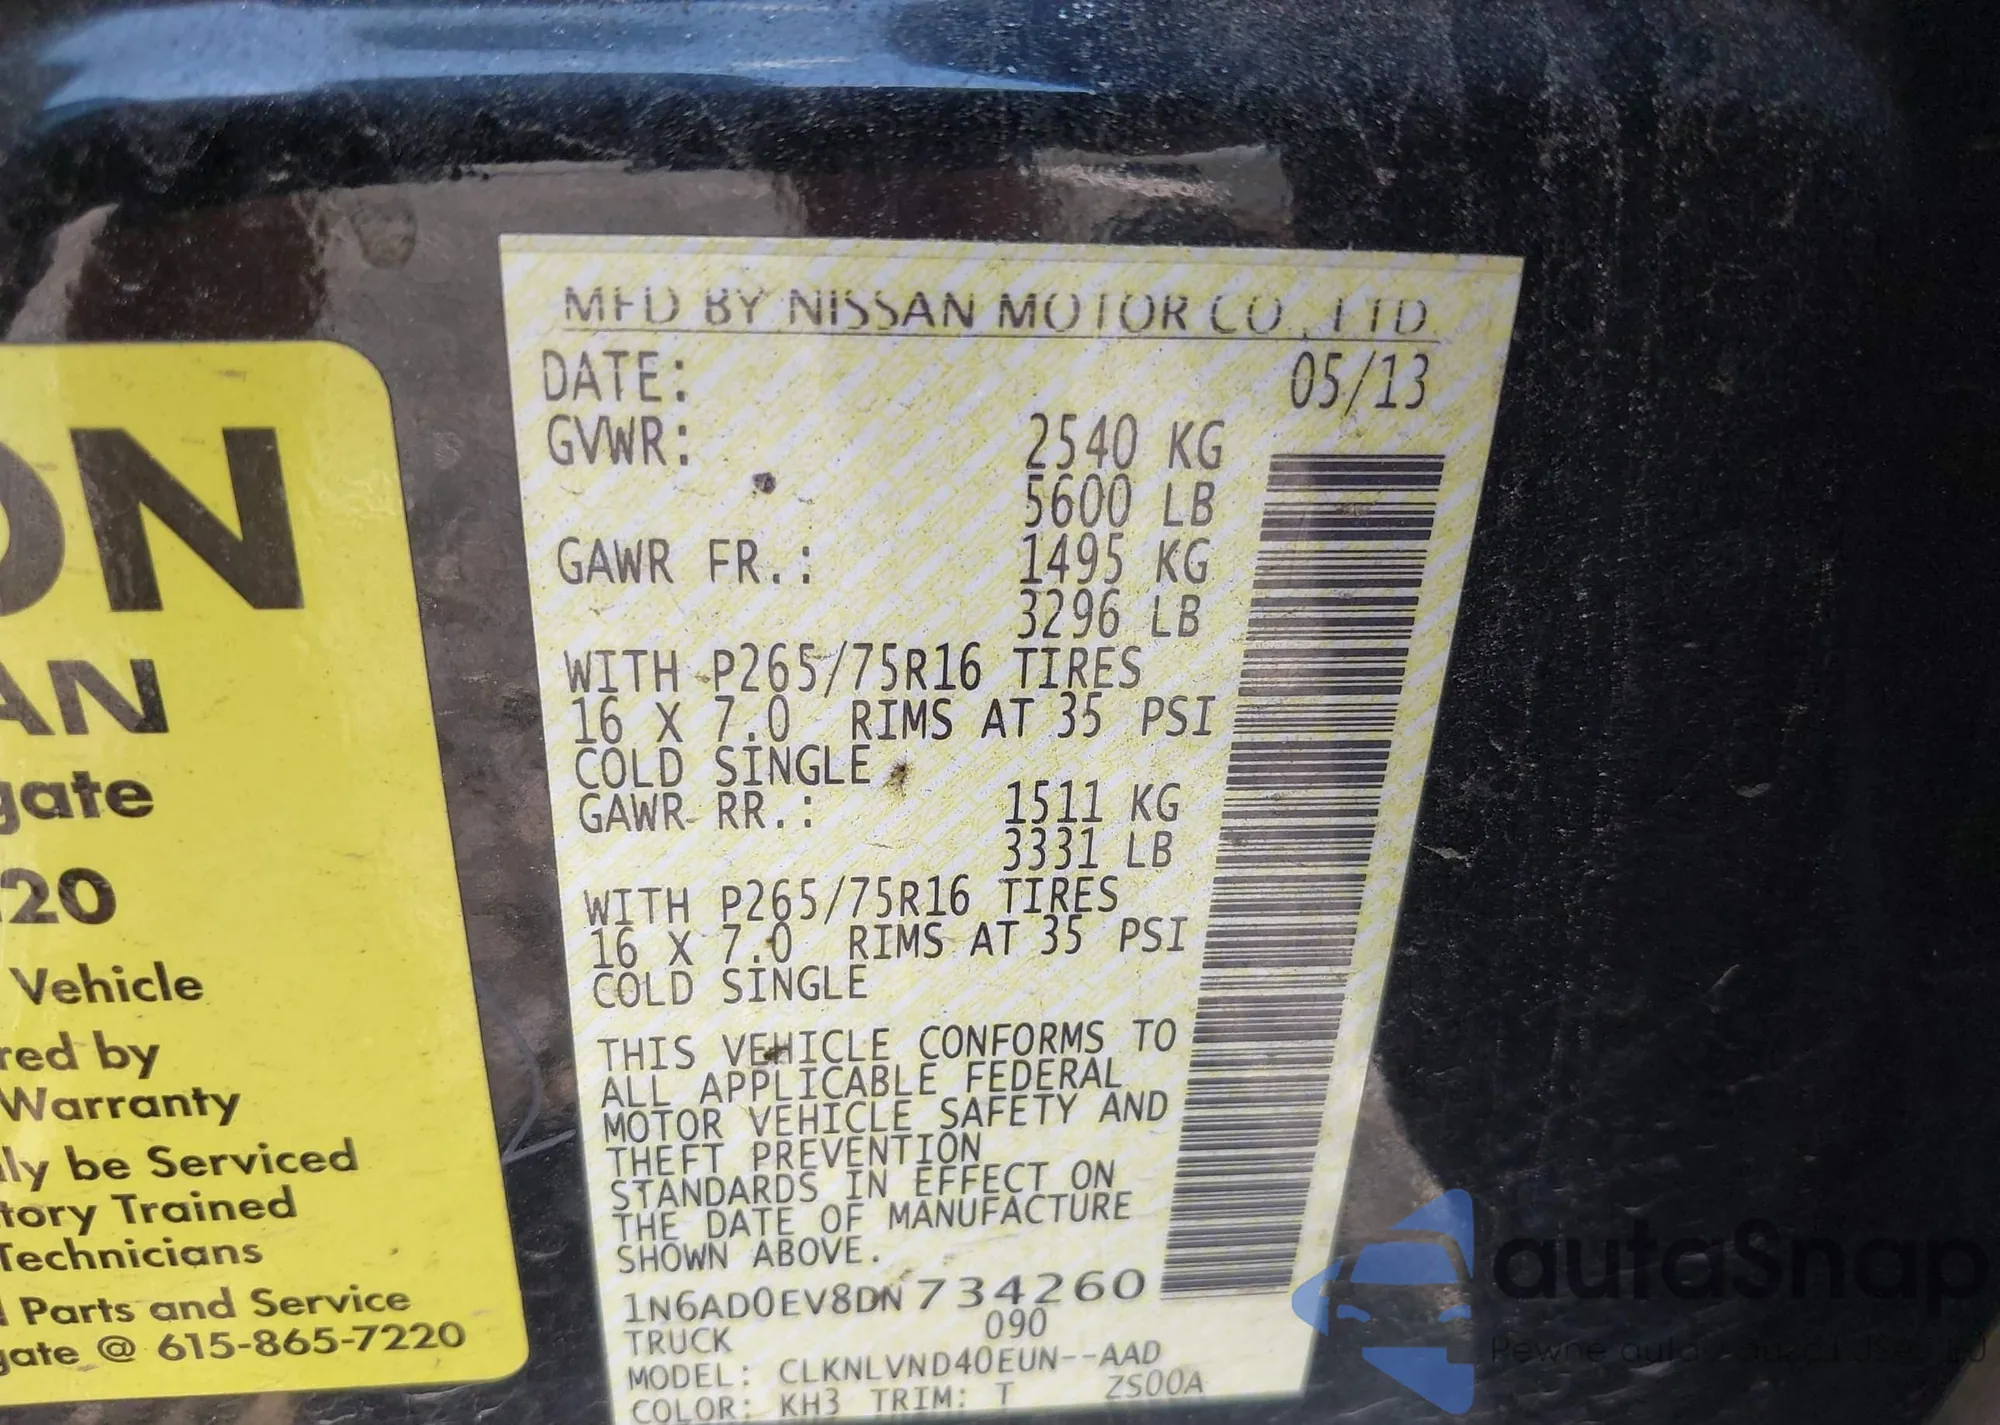 MFD BY NISSAN MOTOR CO., LTD.
DATE: 05/13
GVWR: 2540 KG
5600 LB
GAWR FR.: 1495 KG
3296 LB
WITH P265/75R16 TIRES
16 X 7.0 RIMS AT 35 PSI
COLD SINGLE
GAWR RR.: 1511 KG
3331 LB
WITH P265/75R16 TIRES
16 X 7.0 RIMS AT 35 PSI
COLD SINGLE
THIS VEHICLE CONFORMS TO
ALL APPLICABLE FEDERAL
MOTOR VEHICLE SAFETY AND
THEFT PREVENTION
STANDARDS IN EFFECT ON
THE DATE OF MANUFACTURE
SHOWN ABOVE.
1N6AD0EV8DN734260
TRUCK 090
MODEL: CLKNLVND40EUN--AAD
COLOR: KH3 TRIM: T ZS00A
ON
AN
gate
20
Vehicle
red by
Warranty
ly be Serviced
tory Trained
Technicians
Parts and Service
gate @ 615-865-7220
autaSnap
Pewne auta